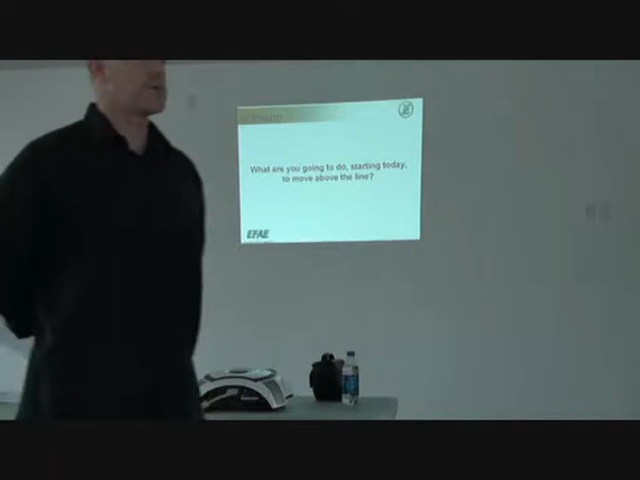 What are you going to do, starting today,
to move above the line?
EFAE